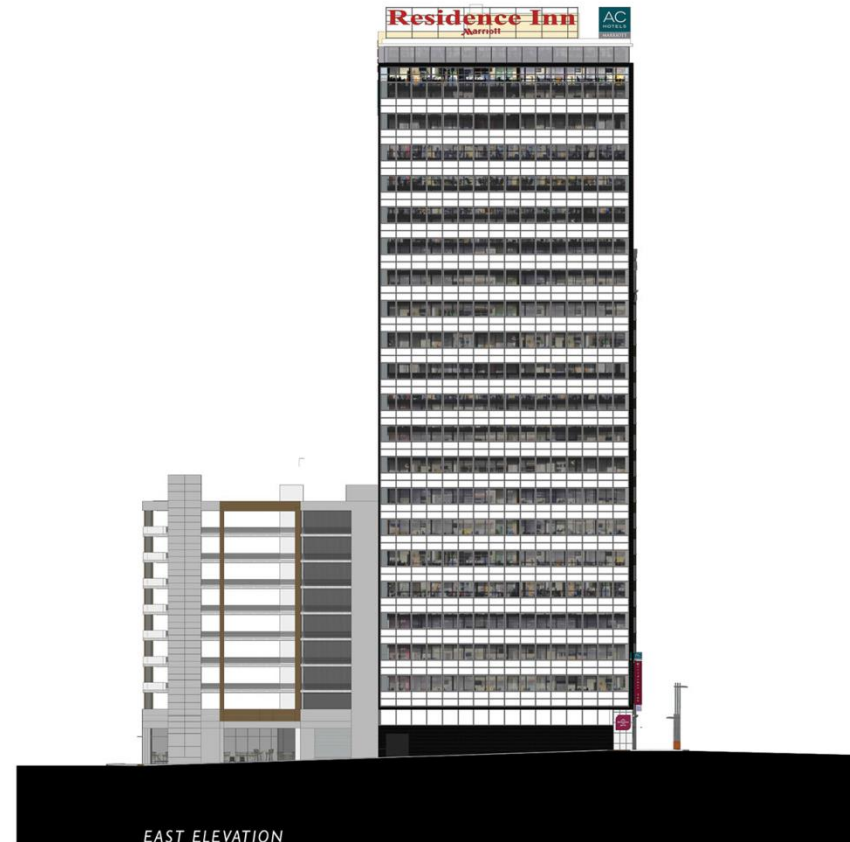 Residence Inn
Marriott
AC
HOTELS
MARRIOTT
EAST ELEVATION